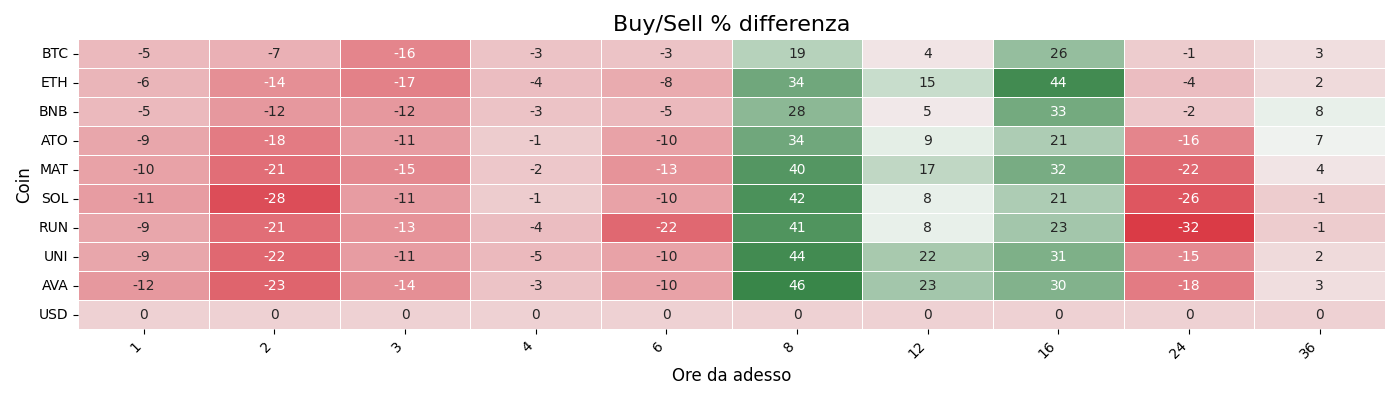 Buy/Sell % differenza
Coin
BTC -5 -7 -16 -3 -3 19 4 26 -1 3
ETH -6 -14 -17 -4 -8 34 15 44 -4 2
BNB -5 -12 -12 -3 -5 28 5 33 -2 8
ATO -9 -18 -11 -1 -10 34 9 21 -16 7
MAT -10 -21 -15 -2 -13 40 17 32 -22 4
SOL -11 -28 -11 -1 -10 42 8 21 -26 -1
RUN -9 -21 -13 -4 -22 41 8 23 -32 -1
UNI -9 -22 -11 -5 -10 44 22 31 -15 2
AVA -12 -23 -14 -3 -10 46 23 30 -18 3
USD 0 0 0 0 0 0 0 0 0 0
1 2 3 4 6 8 12 16 24 36
Ore da adesso